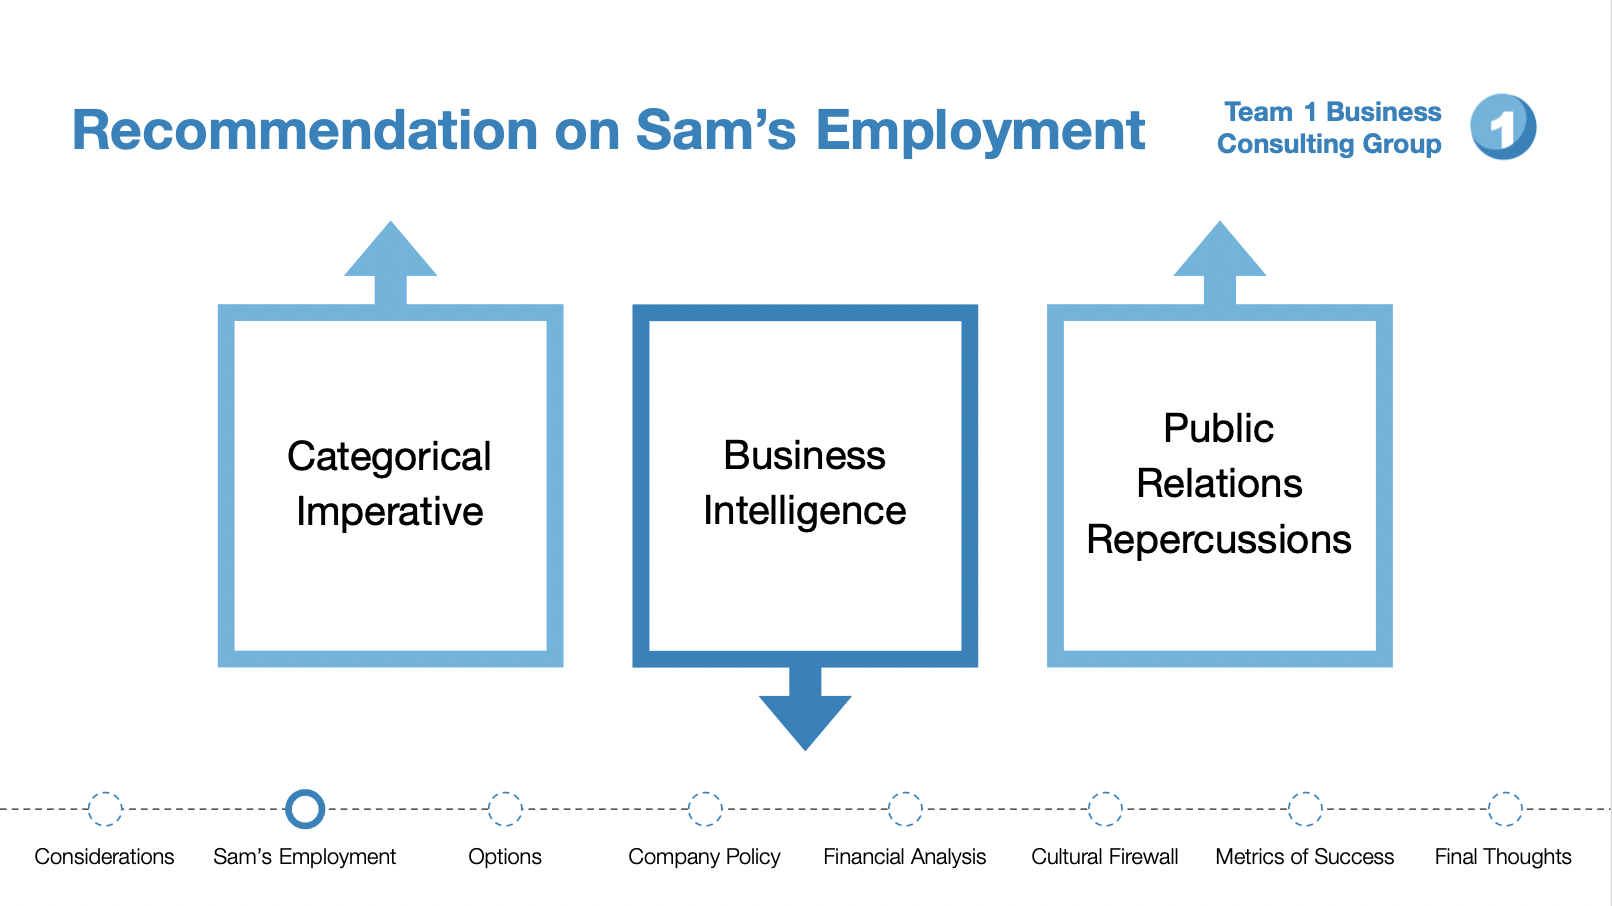 Recommendation on Sam's Employment
Team 1 Business
Consulting Group
1
Categorical
Imperative
Business
Intelligence
Public
Relations
Repercussions
Considerations
Sam's Employment
Options
Company Policy
Financial Analysis
Cultural Firewall
Metrics of Success
Final Thoughts